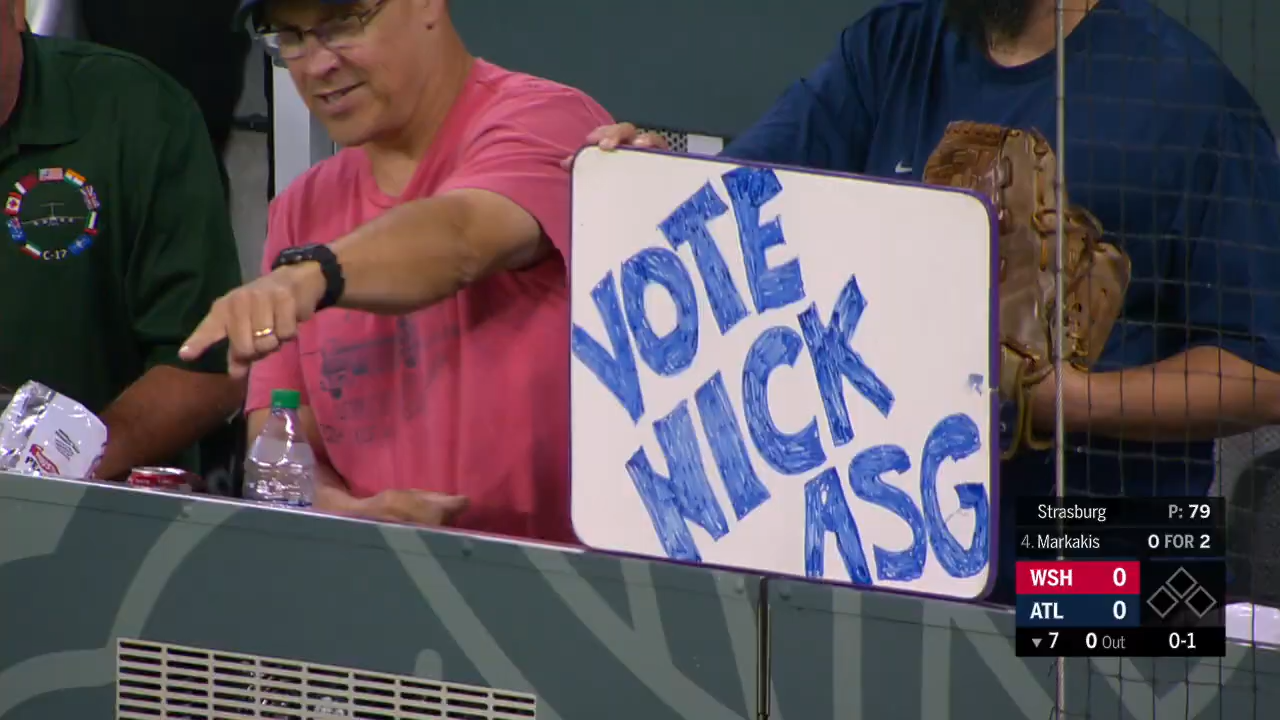 VOTE
NICK
ASG
C-17
Strasburg P: 79
4. Markakis 0 FOR 2
WSH 0
ATL 0
▼ 7 0 Out 0-1